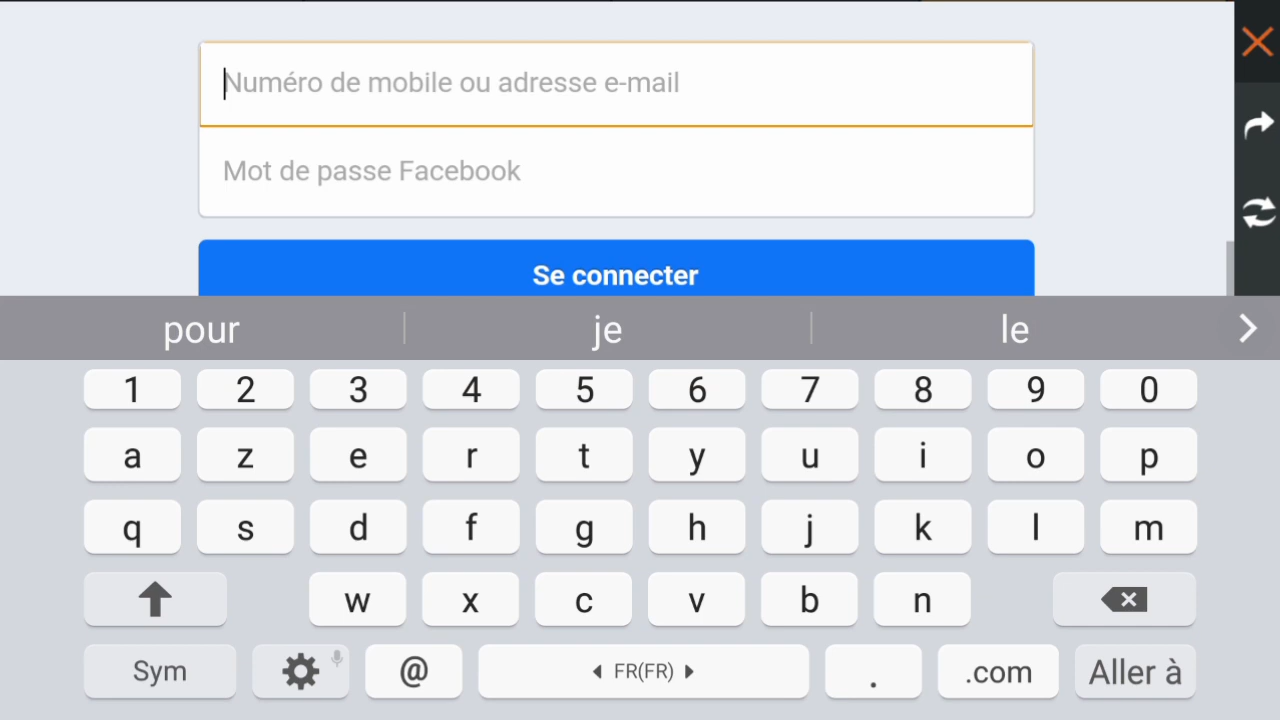 Numéro de mobile ou adresse e-mail
Mot de passe Facebook
Se connecter
pour je le
1 2 3 4 5 6 7 8 9 0
a z e r t y u i o p
q s d f g h j k l m
w x c v b n
Sym @ FR(FR) . .com Aller à